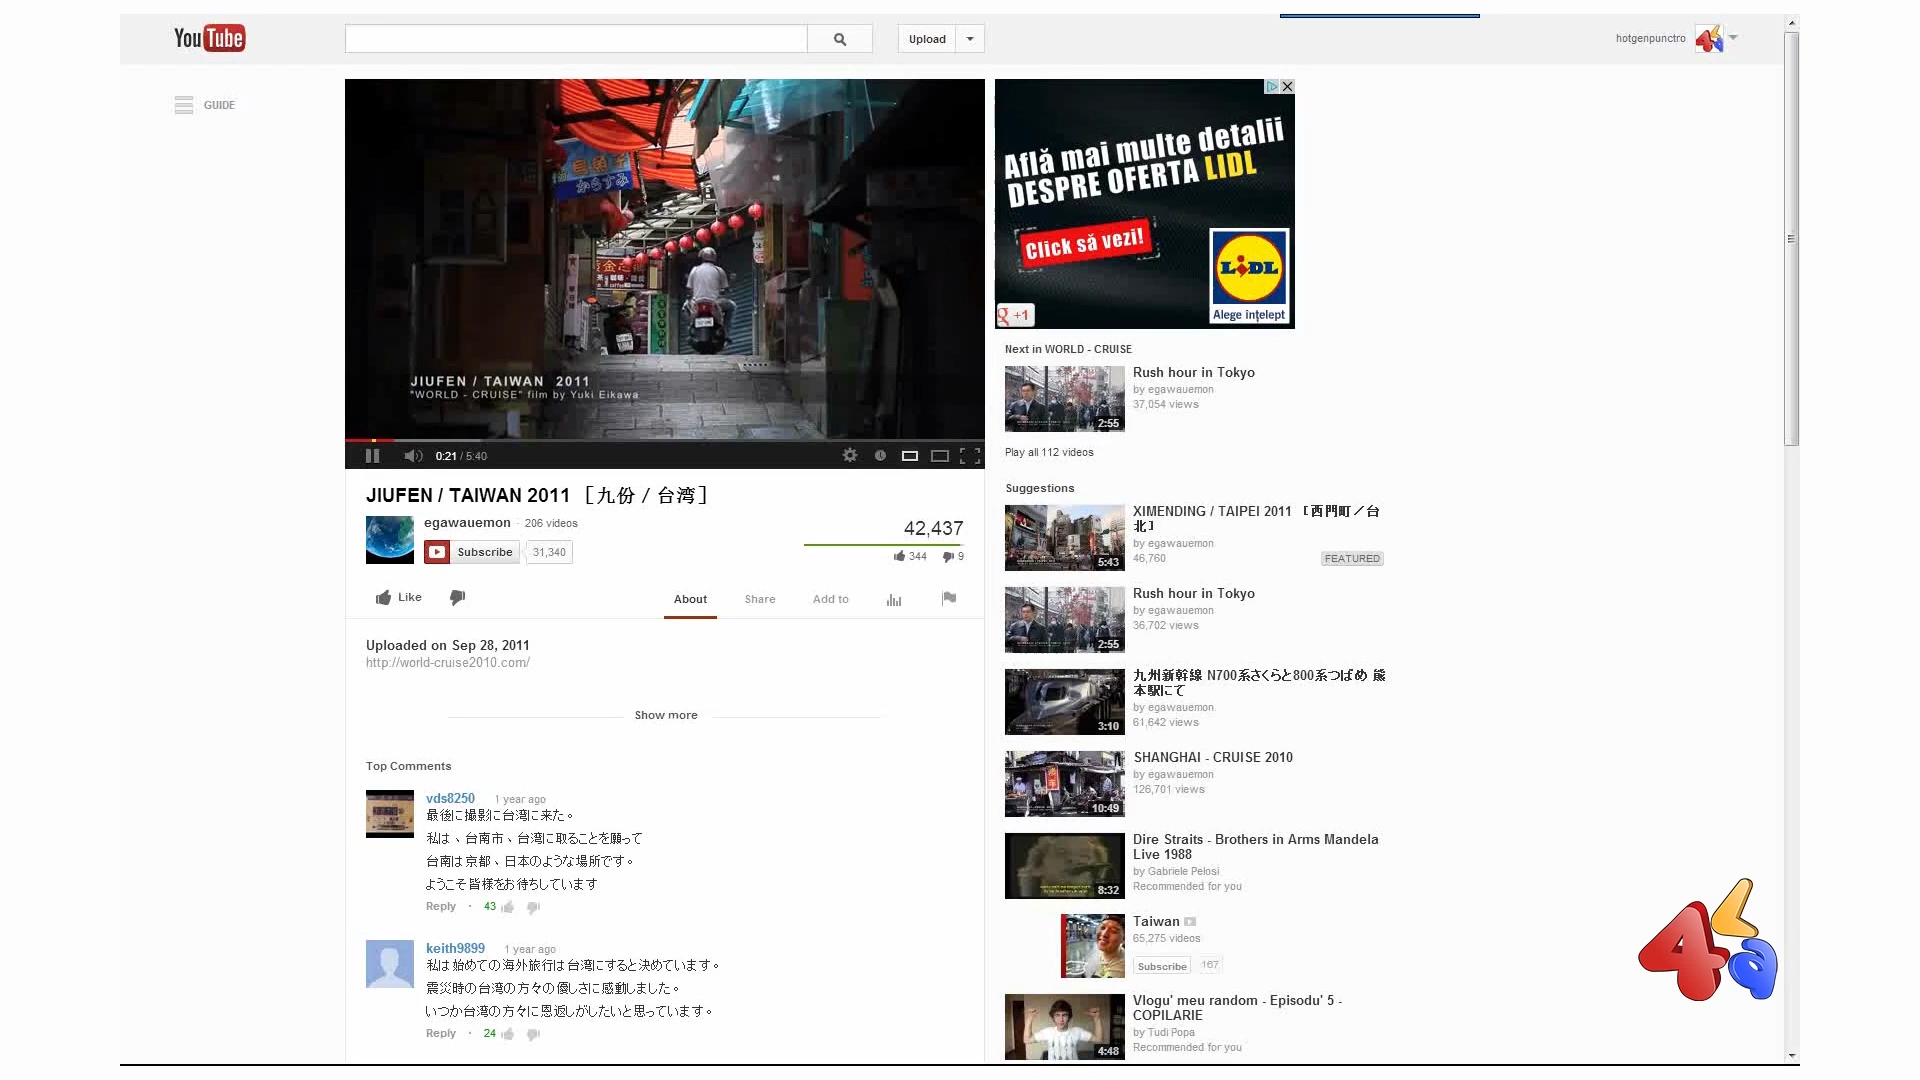 YouTube
Upload
hotgenpunctro
GUIDE
JIUFEN / TAIWAN 2011
"WORLD - CRUISE" film by Yuki Eikawa
0:21 / 5:40
JIUFEN / TAIWAN 2011 ［九份 / 台湾］
egawauemon · 206 videos
Subscribe 31,340
42,437
344 9
Like
About Share Add to
Uploaded on Sep 28, 2011
http://world-cruise2010.com/
Show more
Top Comments
vds8250 1 year ago
最後に撮影に台湾に来た。
私は、台南市、台湾に取ることを願って
台南は京都、日本のような場所です。
ようこそ皆様をお待ちしています
Reply · 43
keith9899 1 year ago
私は始めての海外旅行は台湾にすると決めています。
震災時の台湾の方々の優しさに感動しました。
いつか台湾の方々に恩返しがしたいと思っています。
Reply · 24
Află mai multe detalii
DESPRE OFERTA LIDL
Click să vezi!
LIDL
Alege înțelept
g +1
Next in WORLD - CRUISE
Rush hour in Tokyo
by egawauemon
37,054 views
2:55
Play all 112 videos
Suggestions
XIMENDING / TAIPEI 2011 ［西門町／台
北］
by egawauemon
46,760
FEATURED
5:43
Rush hour in Tokyo
by egawauemon
36,702 views
2:55
九州新幹線 N700系さくらと800系つばめ 熊
本駅にて
by egawauemon
61,642 views
3:10
SHANGHAI - CRUISE 2010
by egawauemon
126,701 views
10:49
Dire Straits - Brothers in Arms Mandela
Live 1988
by Gabriele Pelosi
Recommended for you
8:32
Taiwan
65,275 videos
Subscribe 167
Vlogu' meu random - Episodu' 5 -
COPILARIE
by Tudi Popa
Recommended for you
4:48